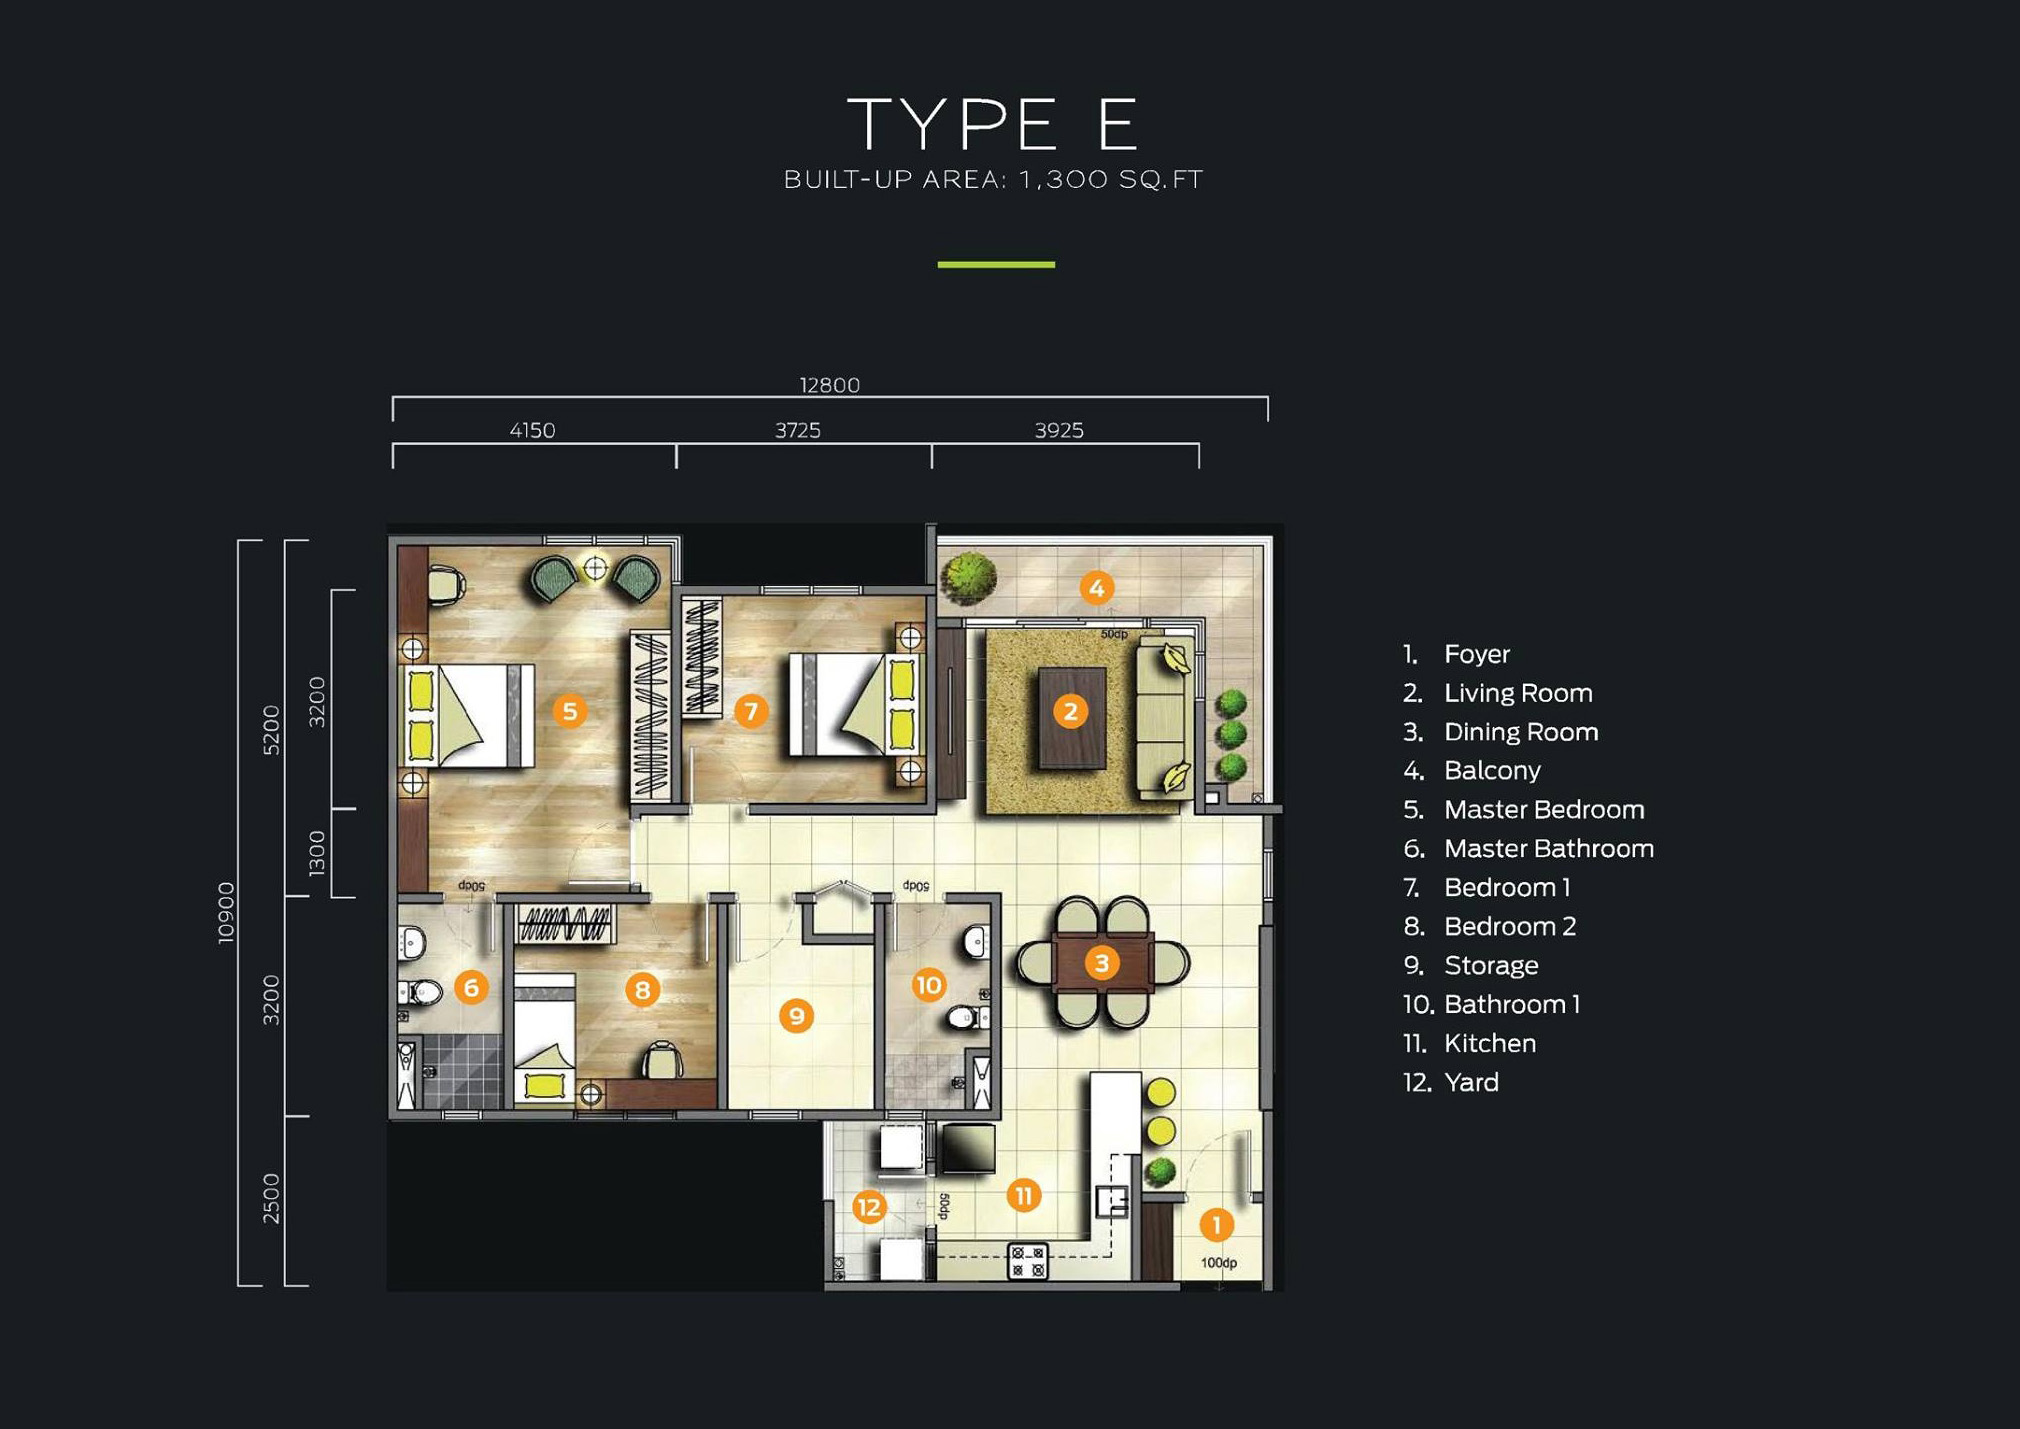 TYPE E
BUILT-UP AREA: 1,300 SQ.FT
12800
4150 3725 3925
10900
5200
3200
1300
3200
2500
4
50dp
5
7
2
50dp
50dp
6
8
9
10
3
12
50dp
11
1
100dp
1. Foyer
2. Living Room
3. Dining Room
4. Balcony
5. Master Bedroom
6. Master Bathroom
7. Bedroom 1
8. Bedroom 2
9. Storage
10. Bathroom 1
11. Kitchen
12. Yard